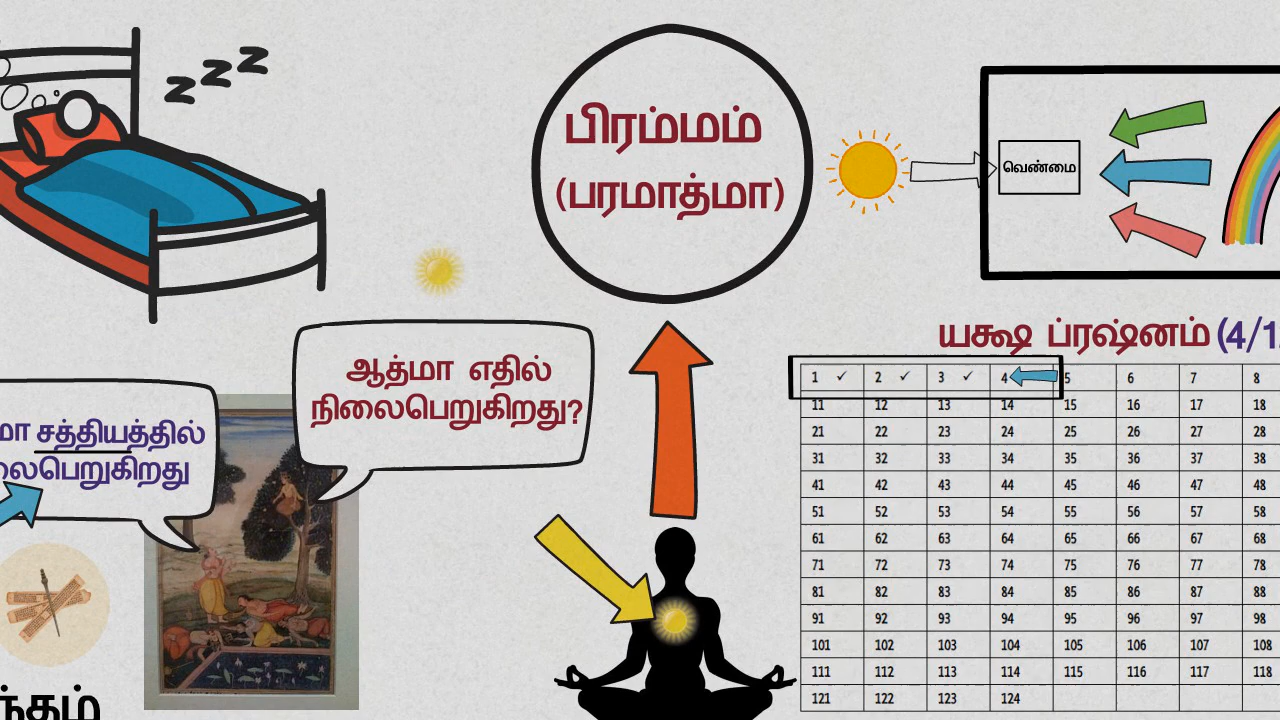 z z z
பிரம்மம்
(பரமாத்மா)
வெண்மை
ஆத்மா எதில்
நிலைபெறுகிறது?
சத்தியத்தில்
யக்ஷ ப்ரஷ்னம் (4/1
1 ✓ 2 ✓ 3 ✓ 4 5 6 7 8
11 12 13 14 15 16 17 18
21 22 23 24 25 26 27 28
31 32 33 34 35 36 37 38
41 42 43 44 45 46 47 48
51 52 53 54 55 56 57 58
61 62 63 64 65 66 67 68
71 72 73 74 75 76 77 78
81 82 83 84 85 86 87 88
91 92 93 94 95 96 97 98
101 102 103 104 105 106 107 108
111 112 113 114 115 116 117 118
121 122 123 124